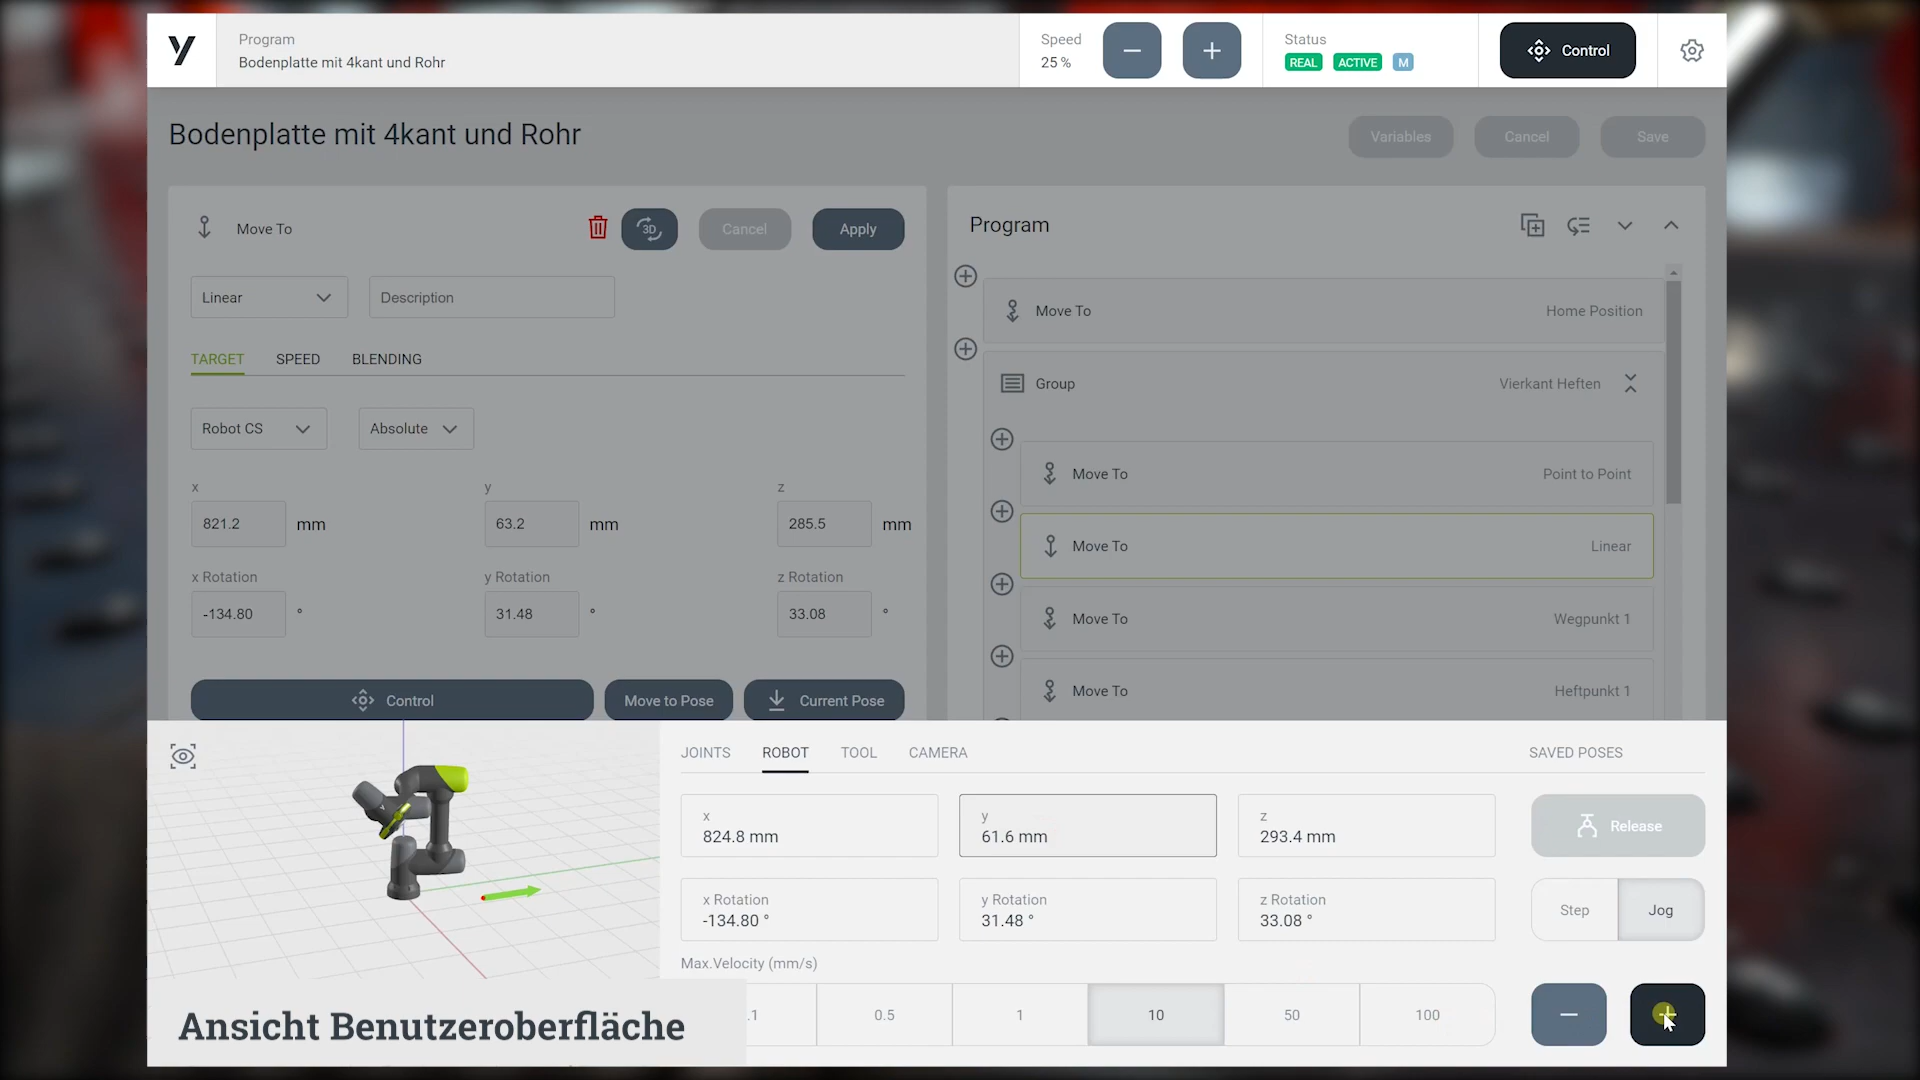 y
Program
Bodenplatte mit 4kant und Rohr
Speed
25 %
Status
REAL ACTIVE M
Control
Bodenplatte mit 4kant und Rohr
Variables
Cancel
Save
Move To
3D
Cancel
Apply
Linear
Description
TARGET
SPEED
BLENDING
Robot CS
Absolute
x
821.2 mm
y
63.2 mm
z
285.5 mm
x Rotation
-134.80 °
y Rotation
31.48 °
z Rotation
33.08 °
Control
Move to Pose
Current Pose
Program
Move To Home Position
Group Vierkant Heften
Move To Point to Point
Move To Linear
Move To Wegpunkt 1
Move To Heftpunkt 1
JOINTS
ROBOT
TOOL
CAMERA
SAVED POSES
x
824.8 mm
y
61.6 mm
z
293.4 mm
Release
x Rotation
-134.80 °
y Rotation
31.48 °
z Rotation
33.08 °
Step
Jog
Max.Velocity (mm/s)
.1
0.5
1
10
50
100
Ansicht Benutzeroberfläche